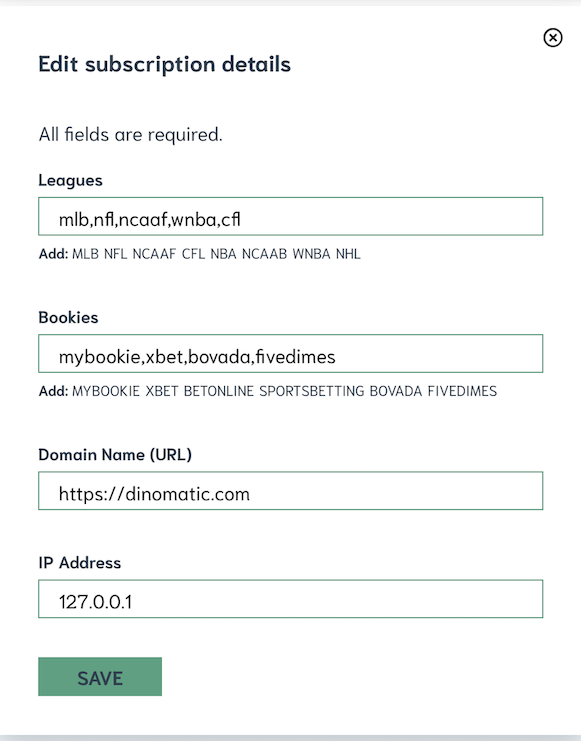 Edit subscription details
All fields are required.
Leagues
mlb,nfl,ncaaf,wnba,cfl
Add: MLB NFL NCAAF CFL NBA NCAAB WNBA NHL
Bookies
mybookie,xbet,bovada,fivedimes
Add: MYBOOKIE XBET BETONLINE SPORTSBETTING BOVADA FIVEDIMES
Domain Name (URL)
https://dinomatic.com
IP Address
127.0.0.1
SAVE